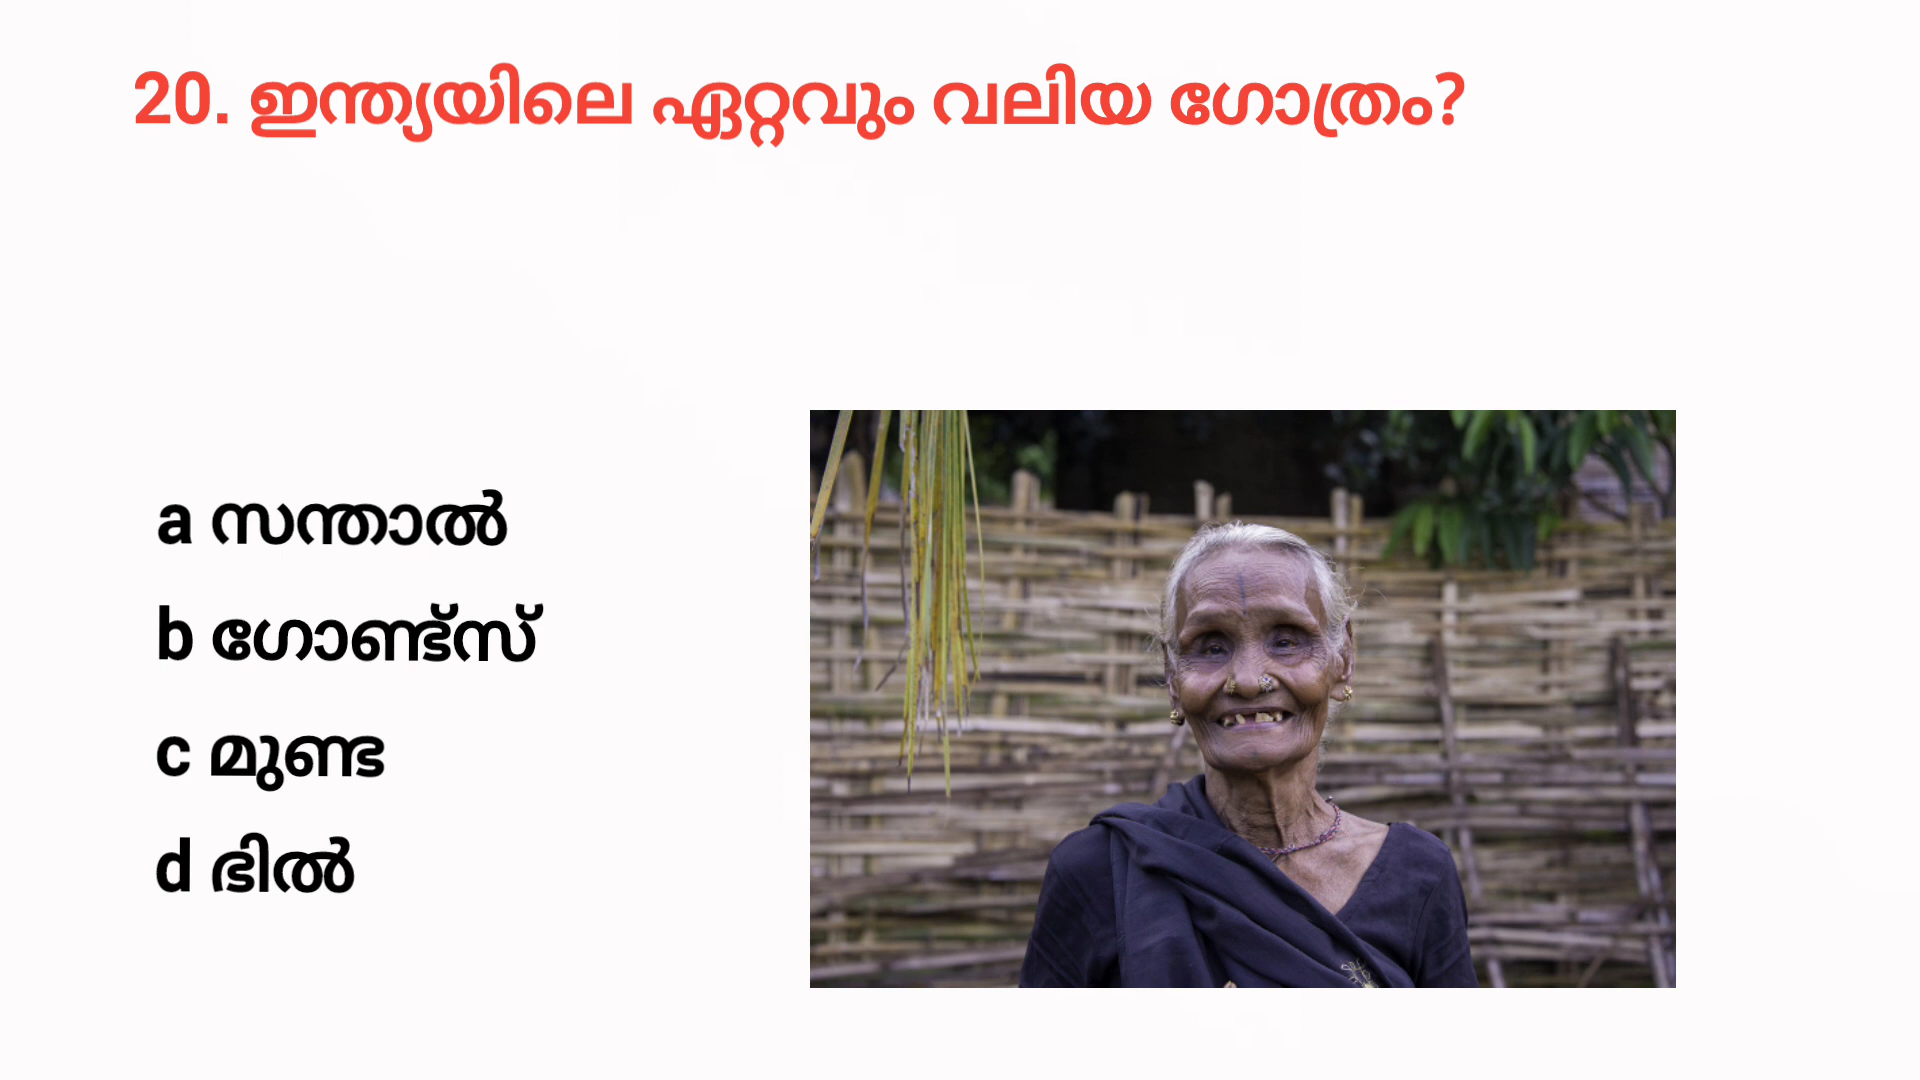 20. ഇന്ത്യയിലെ ഏറ്റവും വലിയ ഗോത്രം?
a സന്താൽ
b ഗോണ്ട്സ്
c മുണ്ട
d ഭിൽ